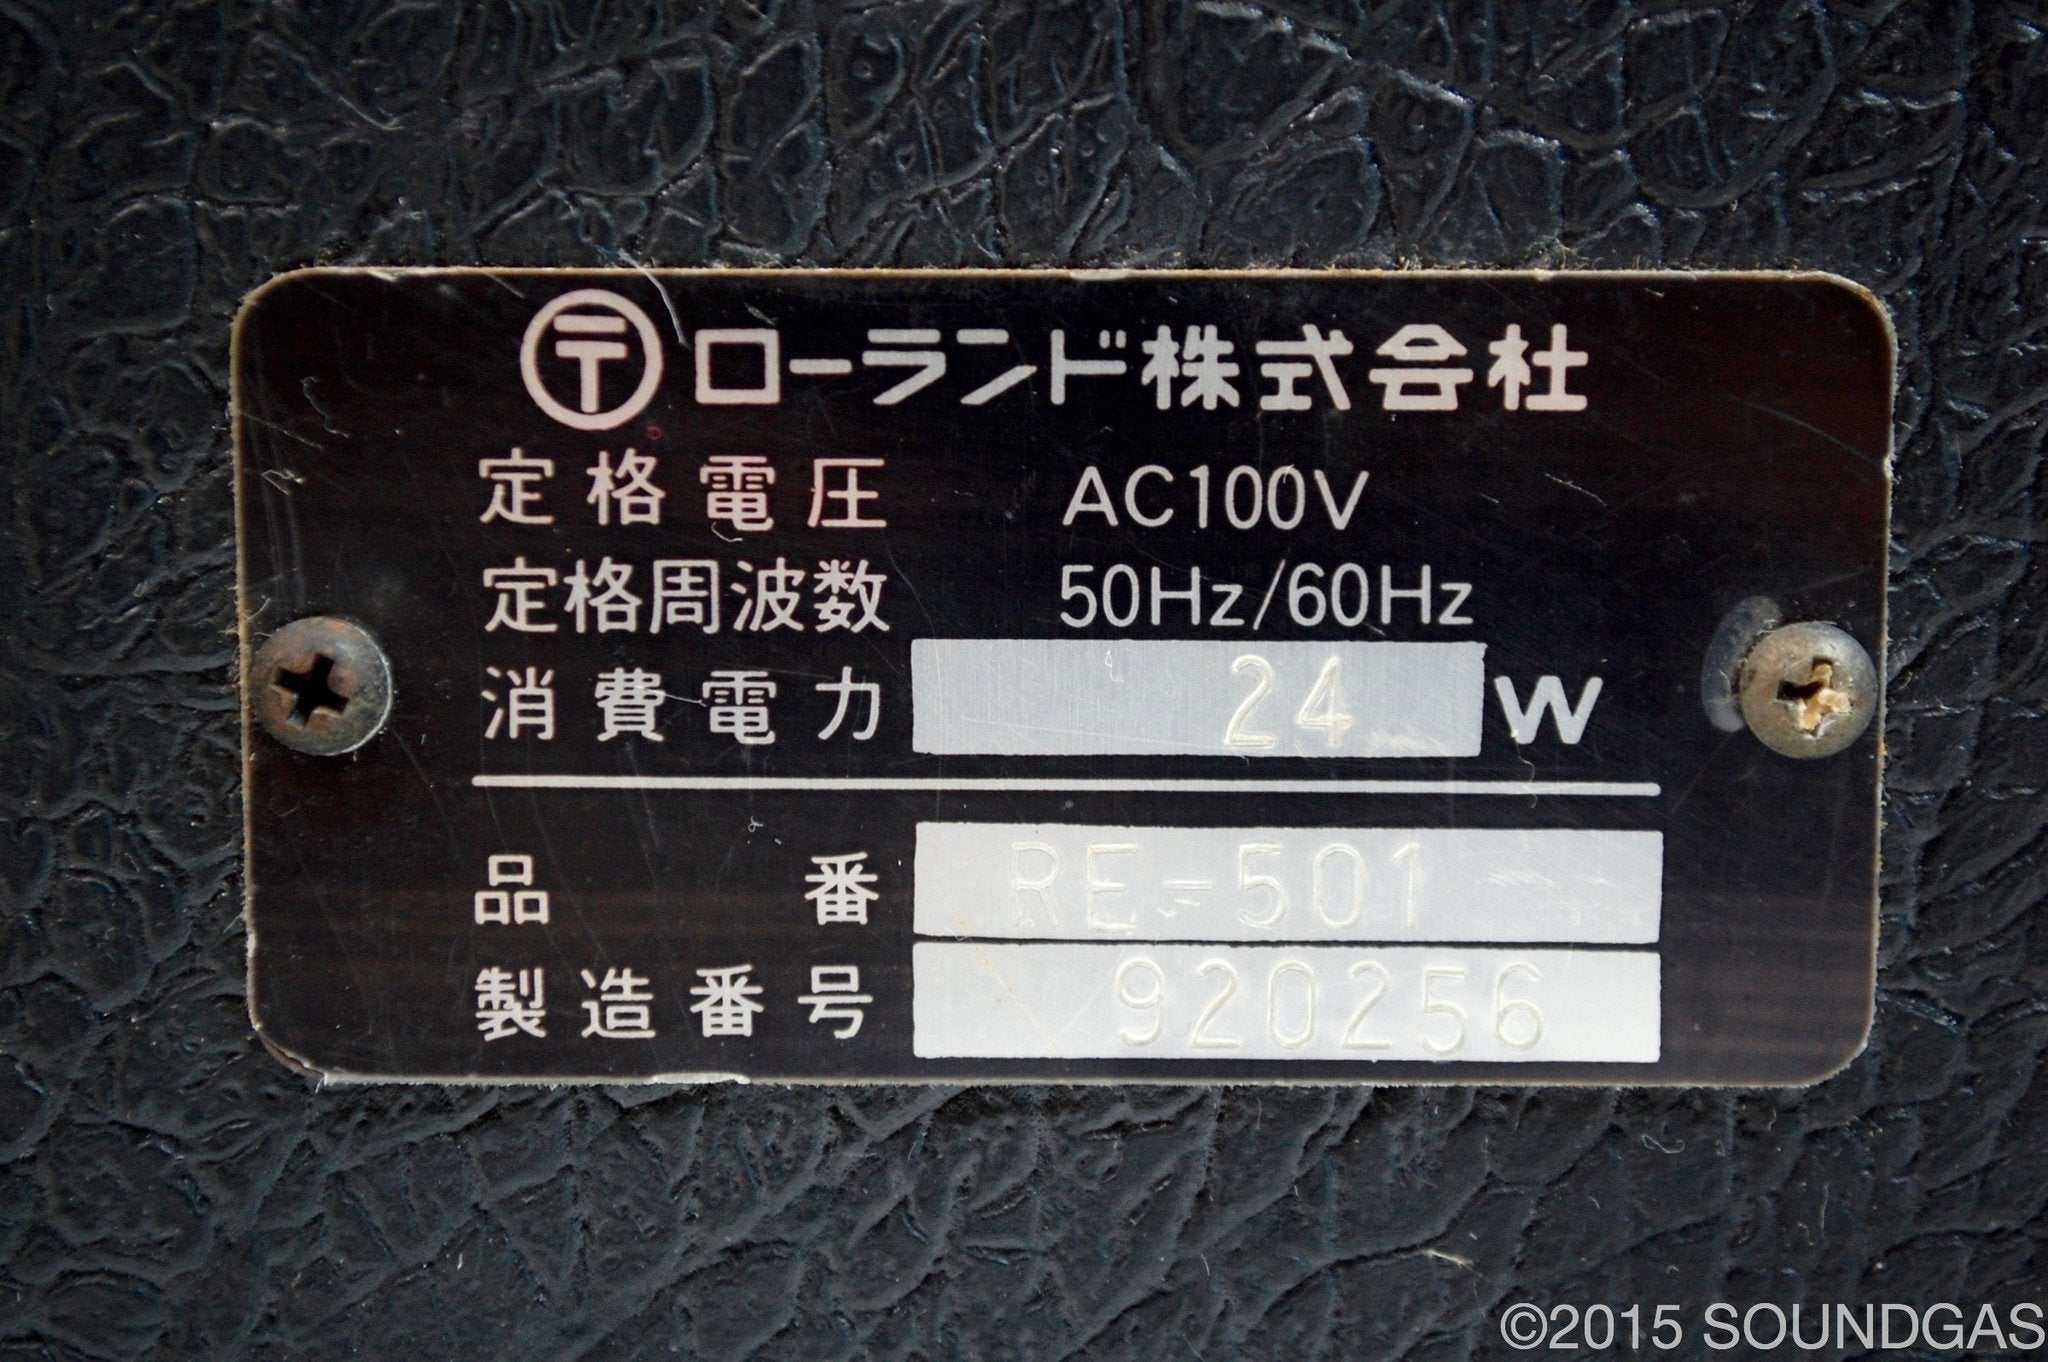 〶 ローランド株式会社
定格電圧 AC100V
定格周波数 50Hz/60Hz
消費電力 24 W
品番 RE-501
製造番号 920256
©2015 SOUNDGAS